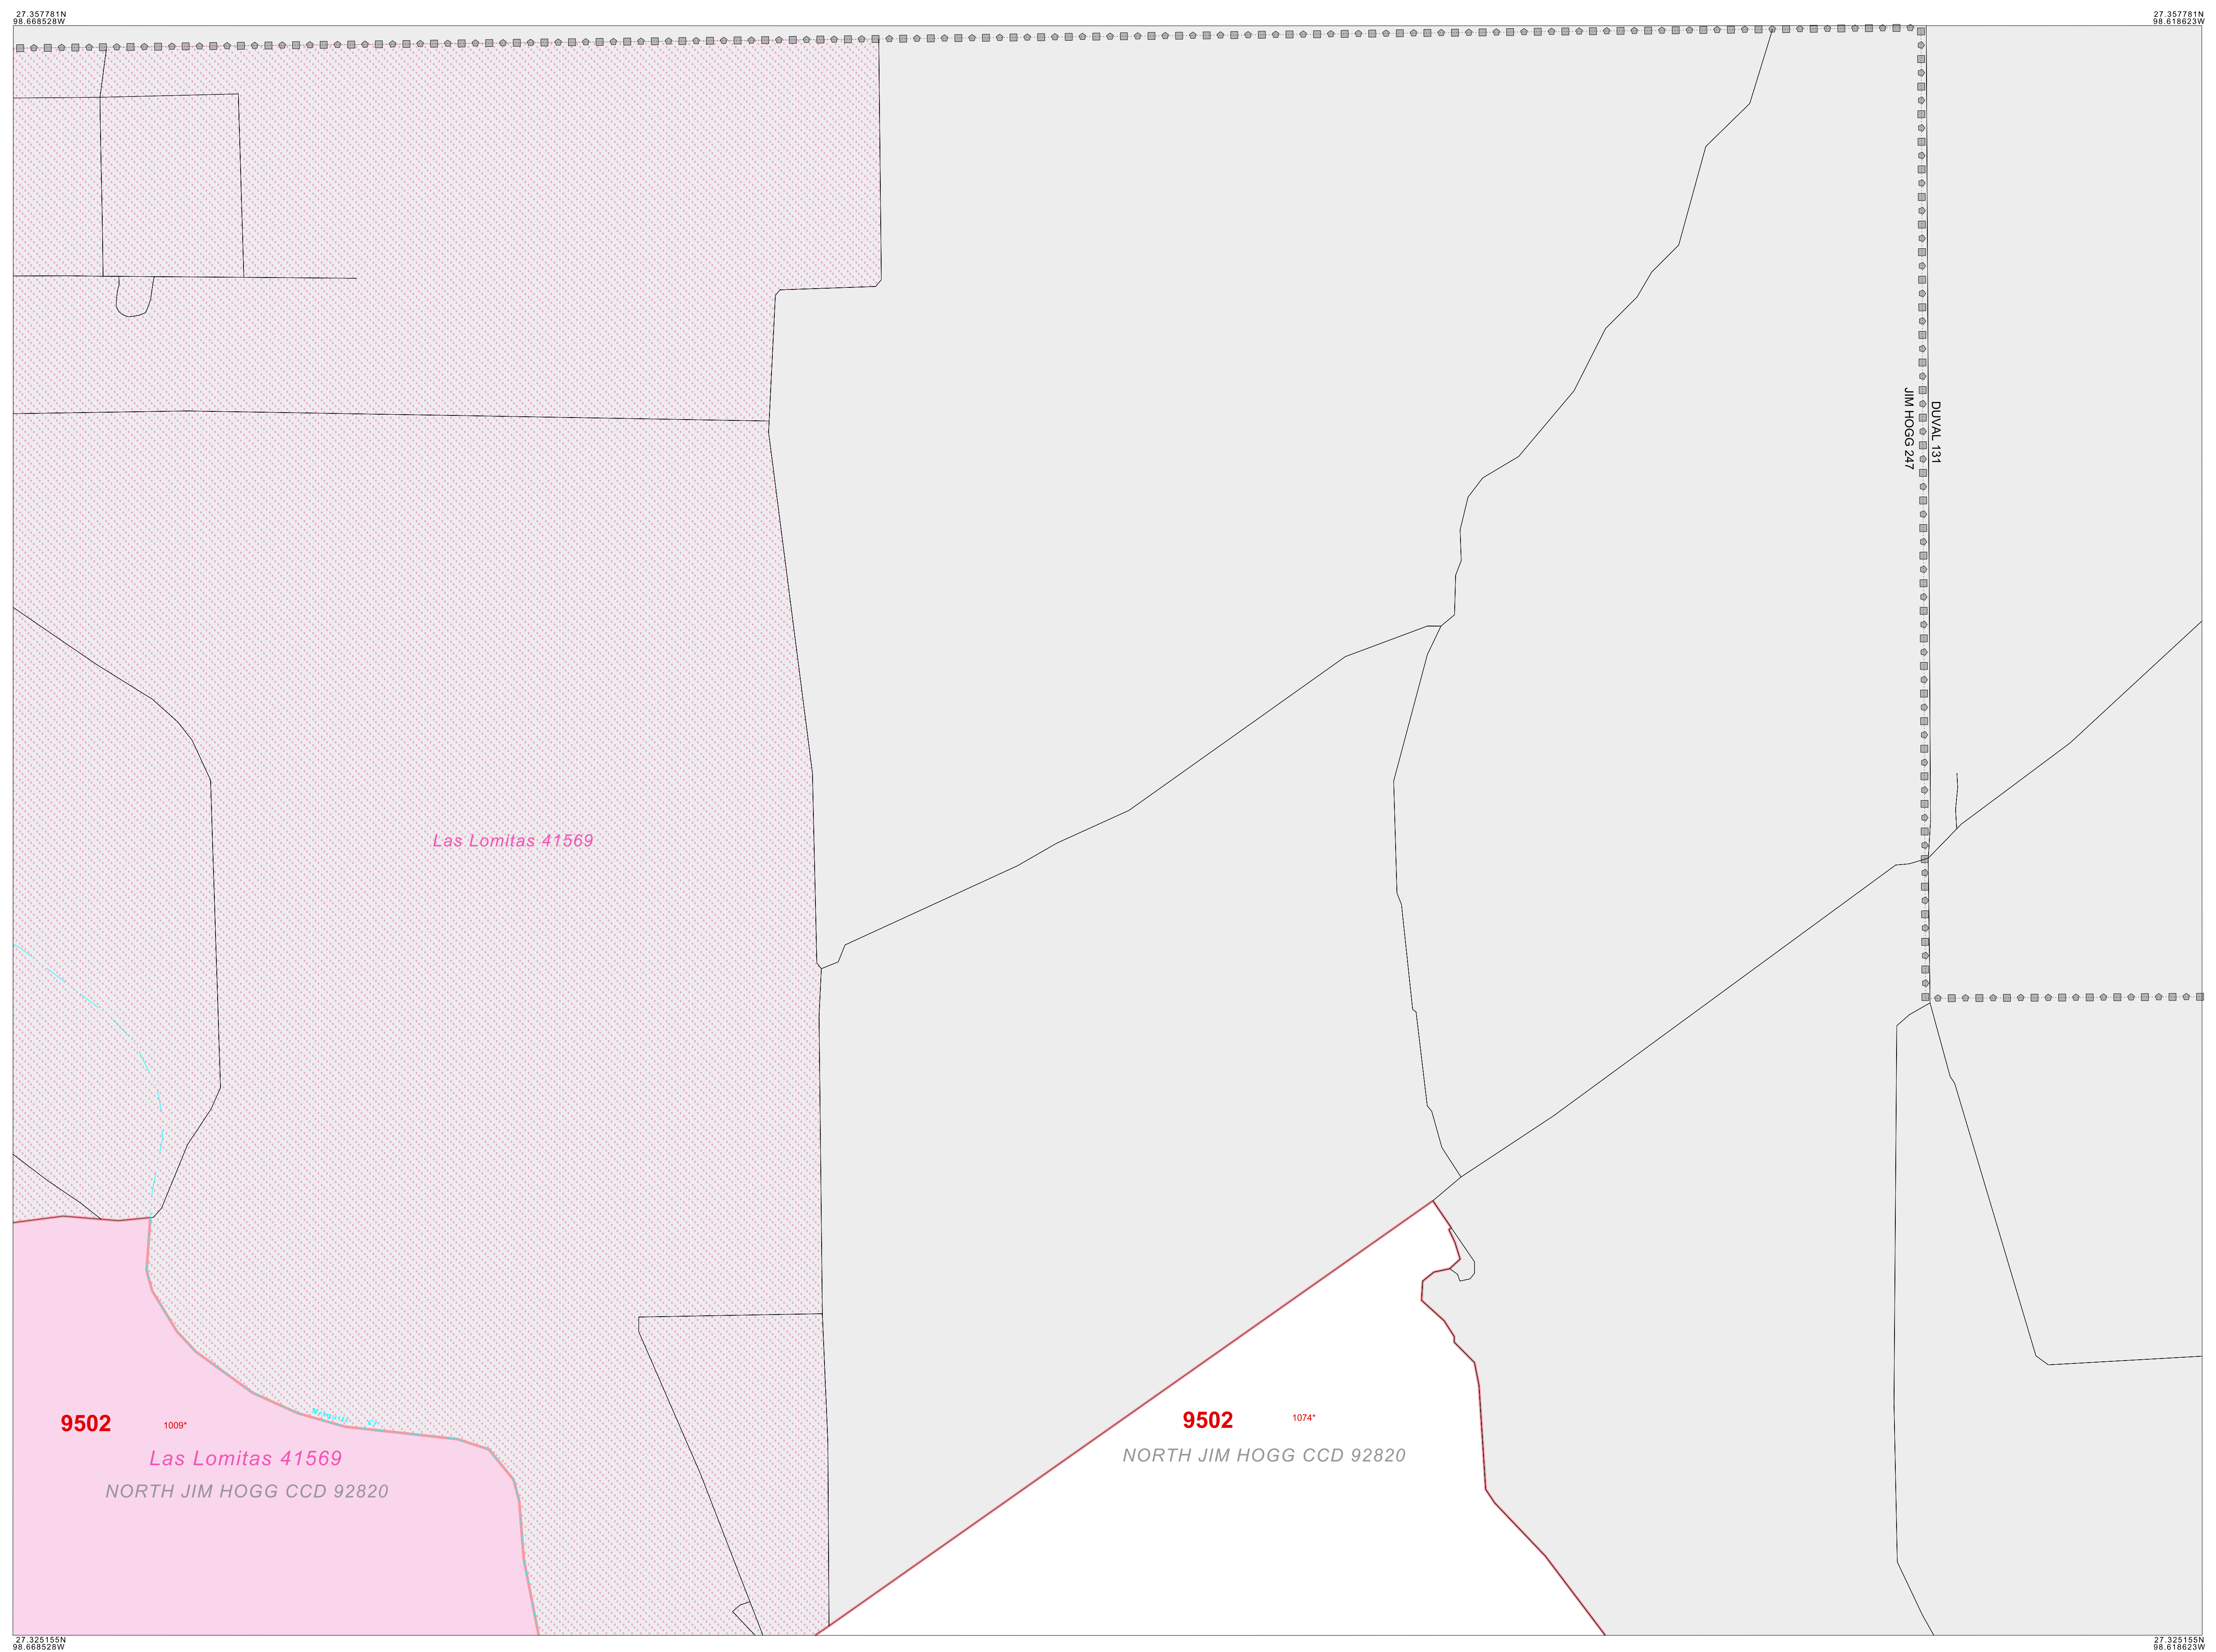 27.357781N
98.668528W
27.357781N
98.618623W
DUVAL 131
JIM HOGG 247
Las Lomitas 41569
9502 1009*
Las Lomitas 41569
NORTH JIM HOGG CCD 92820
Mesquite Cr
9502 1074*
NORTH JIM HOGG CCD 92820
27.325155N
98.668528W
27.325155N
98.618623W